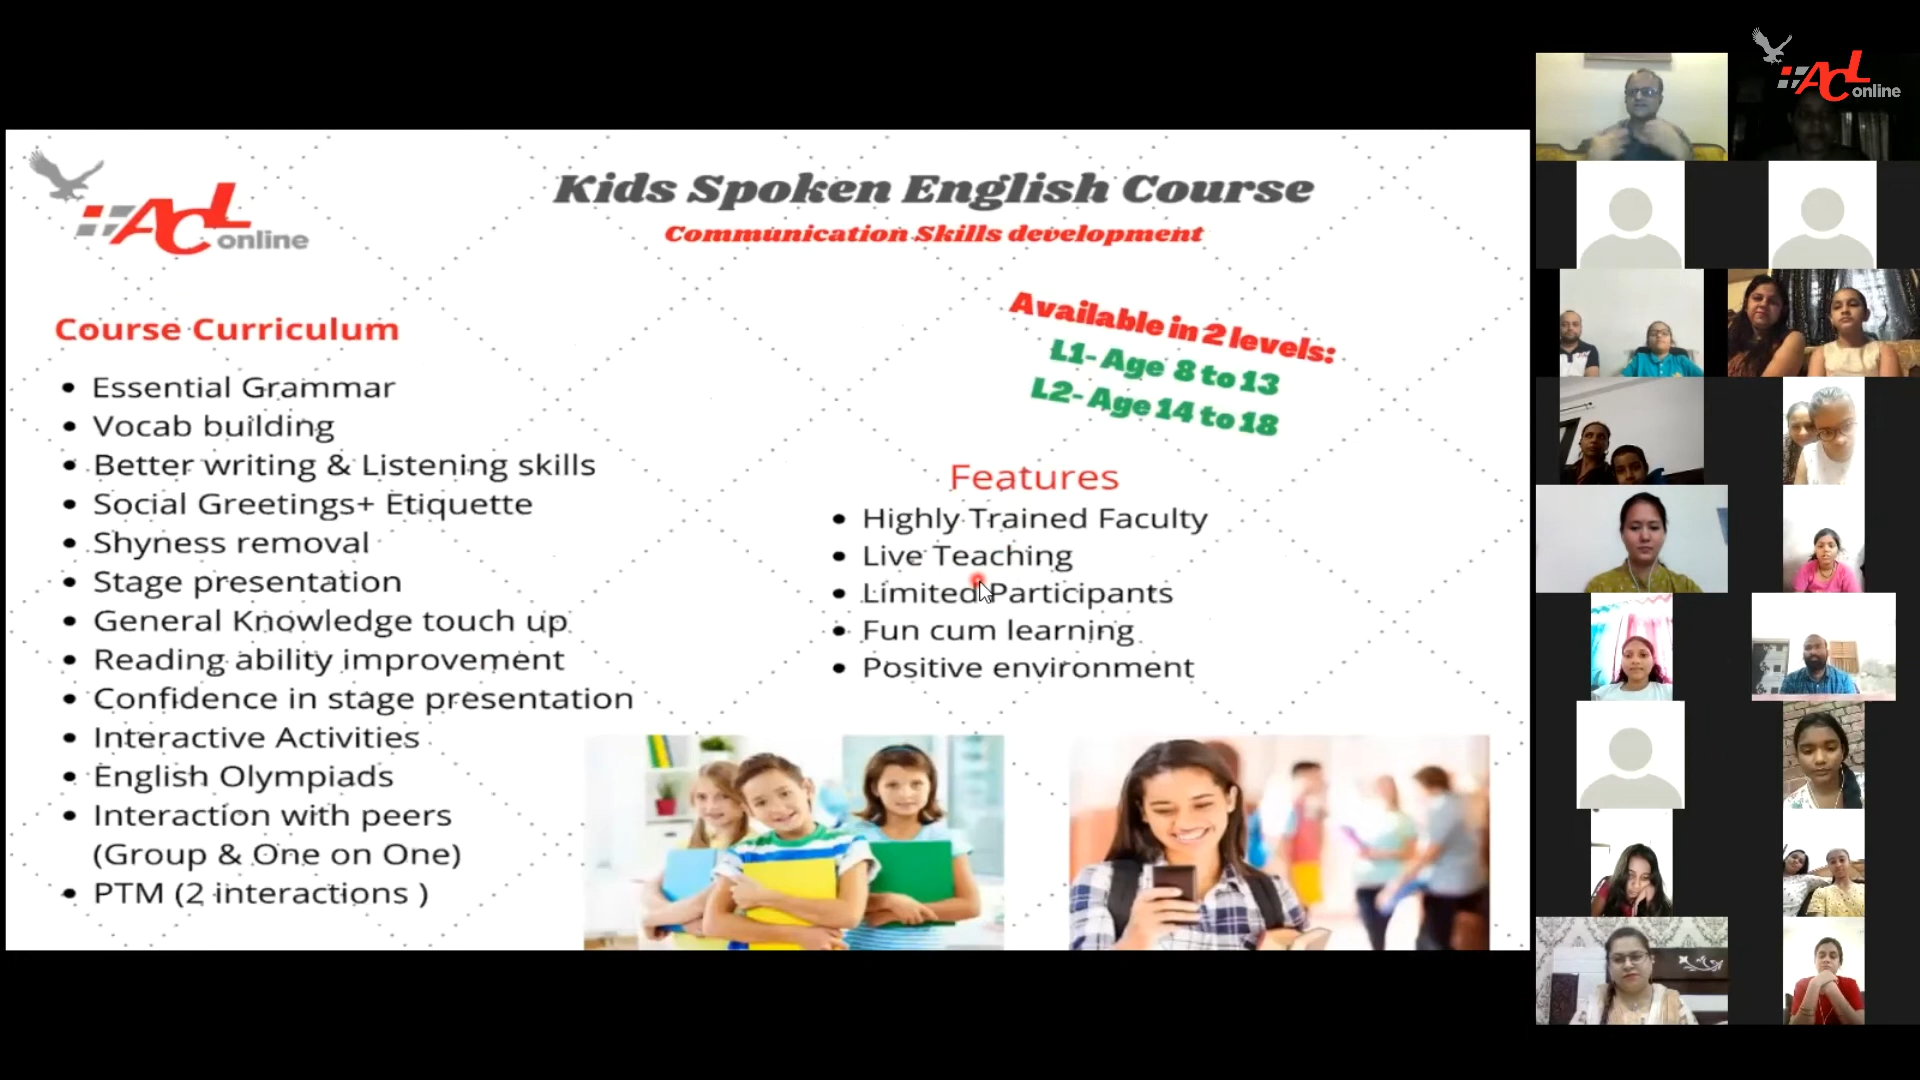 ACL online
Kids Spoken English Course
Communication Skills development
Available in 2 levels:
L1- Age 8 to 13
L2- Age 14 to 18
Course Curriculum
Essential Grammar
Vocab building
Better writing & Listening skills
Social Greetings+ Etiquette
Shyness removal
Stage presentation
General Knowledge touch up
Reading ability improvement
Confidence in stage presentation
Interactive Activities
English Olympiads
Interaction with peers
(Group & One on One)
PTM (2 interactions )
Features
Highly Trained Faculty
Live Teaching
Limited Participants
Fun cum learning
Positive environment
ACL online